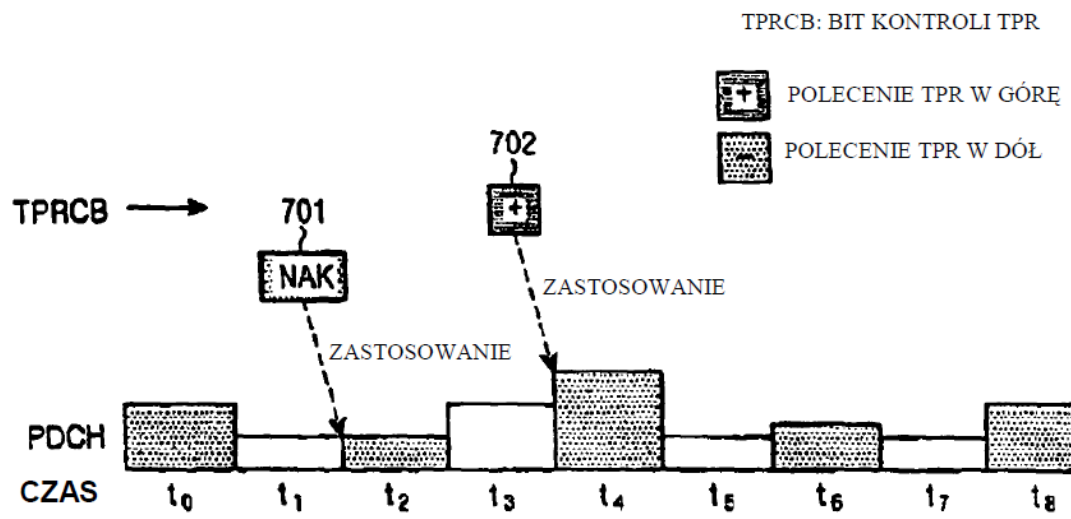 TPRCB: BIT KONTROLI TPR
+ POLECENIE TPR W GÓRĘ
- POLECENIE TPR W DÓŁ
702
TPRCB
701
+
NAK
ZASTOSOWANIE
ZASTOSOWANIE
PDCH
CZAS t0 t1 t2 t3 t4 t5 t6 t7 t8